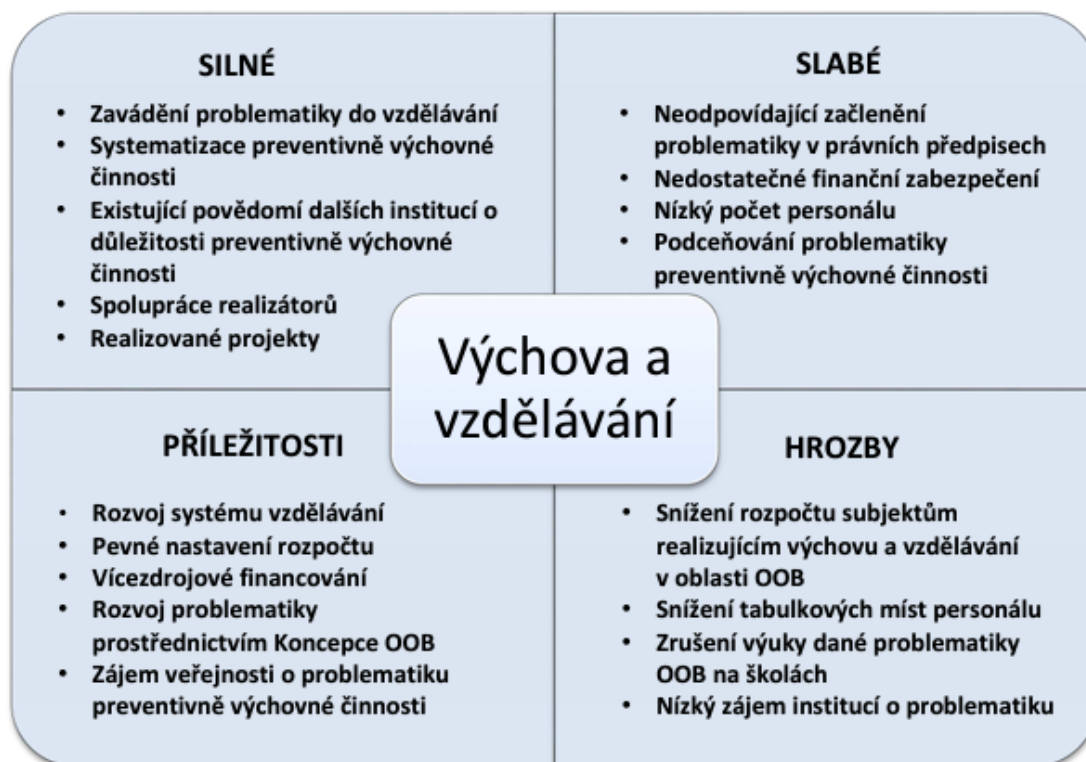 SILNÉ
• Zavádění problematiky do vzdělávání
• Systematizace preventivně výchovné
činnosti
• Existující povědomí dalších institucí o
důležitosti preventivně výchovné
činnosti
• Spolupráce realizátorů
• Realizované projekty
SLABÉ
• Neodpovídající začlenění
problematiky v právních předpisech
• Nedostatečné finanční zabezpečení
• Nízký počet personálu
• Podceňování problematiky
preventivně výchovné činnosti
Výchova a
vzdělávání
PŘÍLEŽITOSTI
• Rozvoj systému vzdělávání
• Pevné nastavení rozpočtu
• Vícezdrojové financování
• Rozvoj problematiky
prostřednictvím Koncepce OOB
• Zájem veřejnosti o problematiku
preventivně výchovné činnosti
HROZBY
• Snížení rozpočtu subjektům
realizujícím výchovu a vzdělávání
v oblasti OOB
• Snížení tabulkových míst personálu
• Zrušení výuky dané problematiky
OOB na školách
• Nízký zájem institucí o problematiku